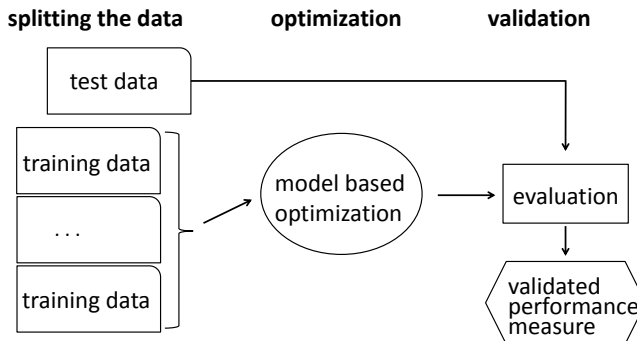 splitting the data
optimization
validation
test data
training data
...
training data
model based
optimization
evaluation
validated
performance
measure